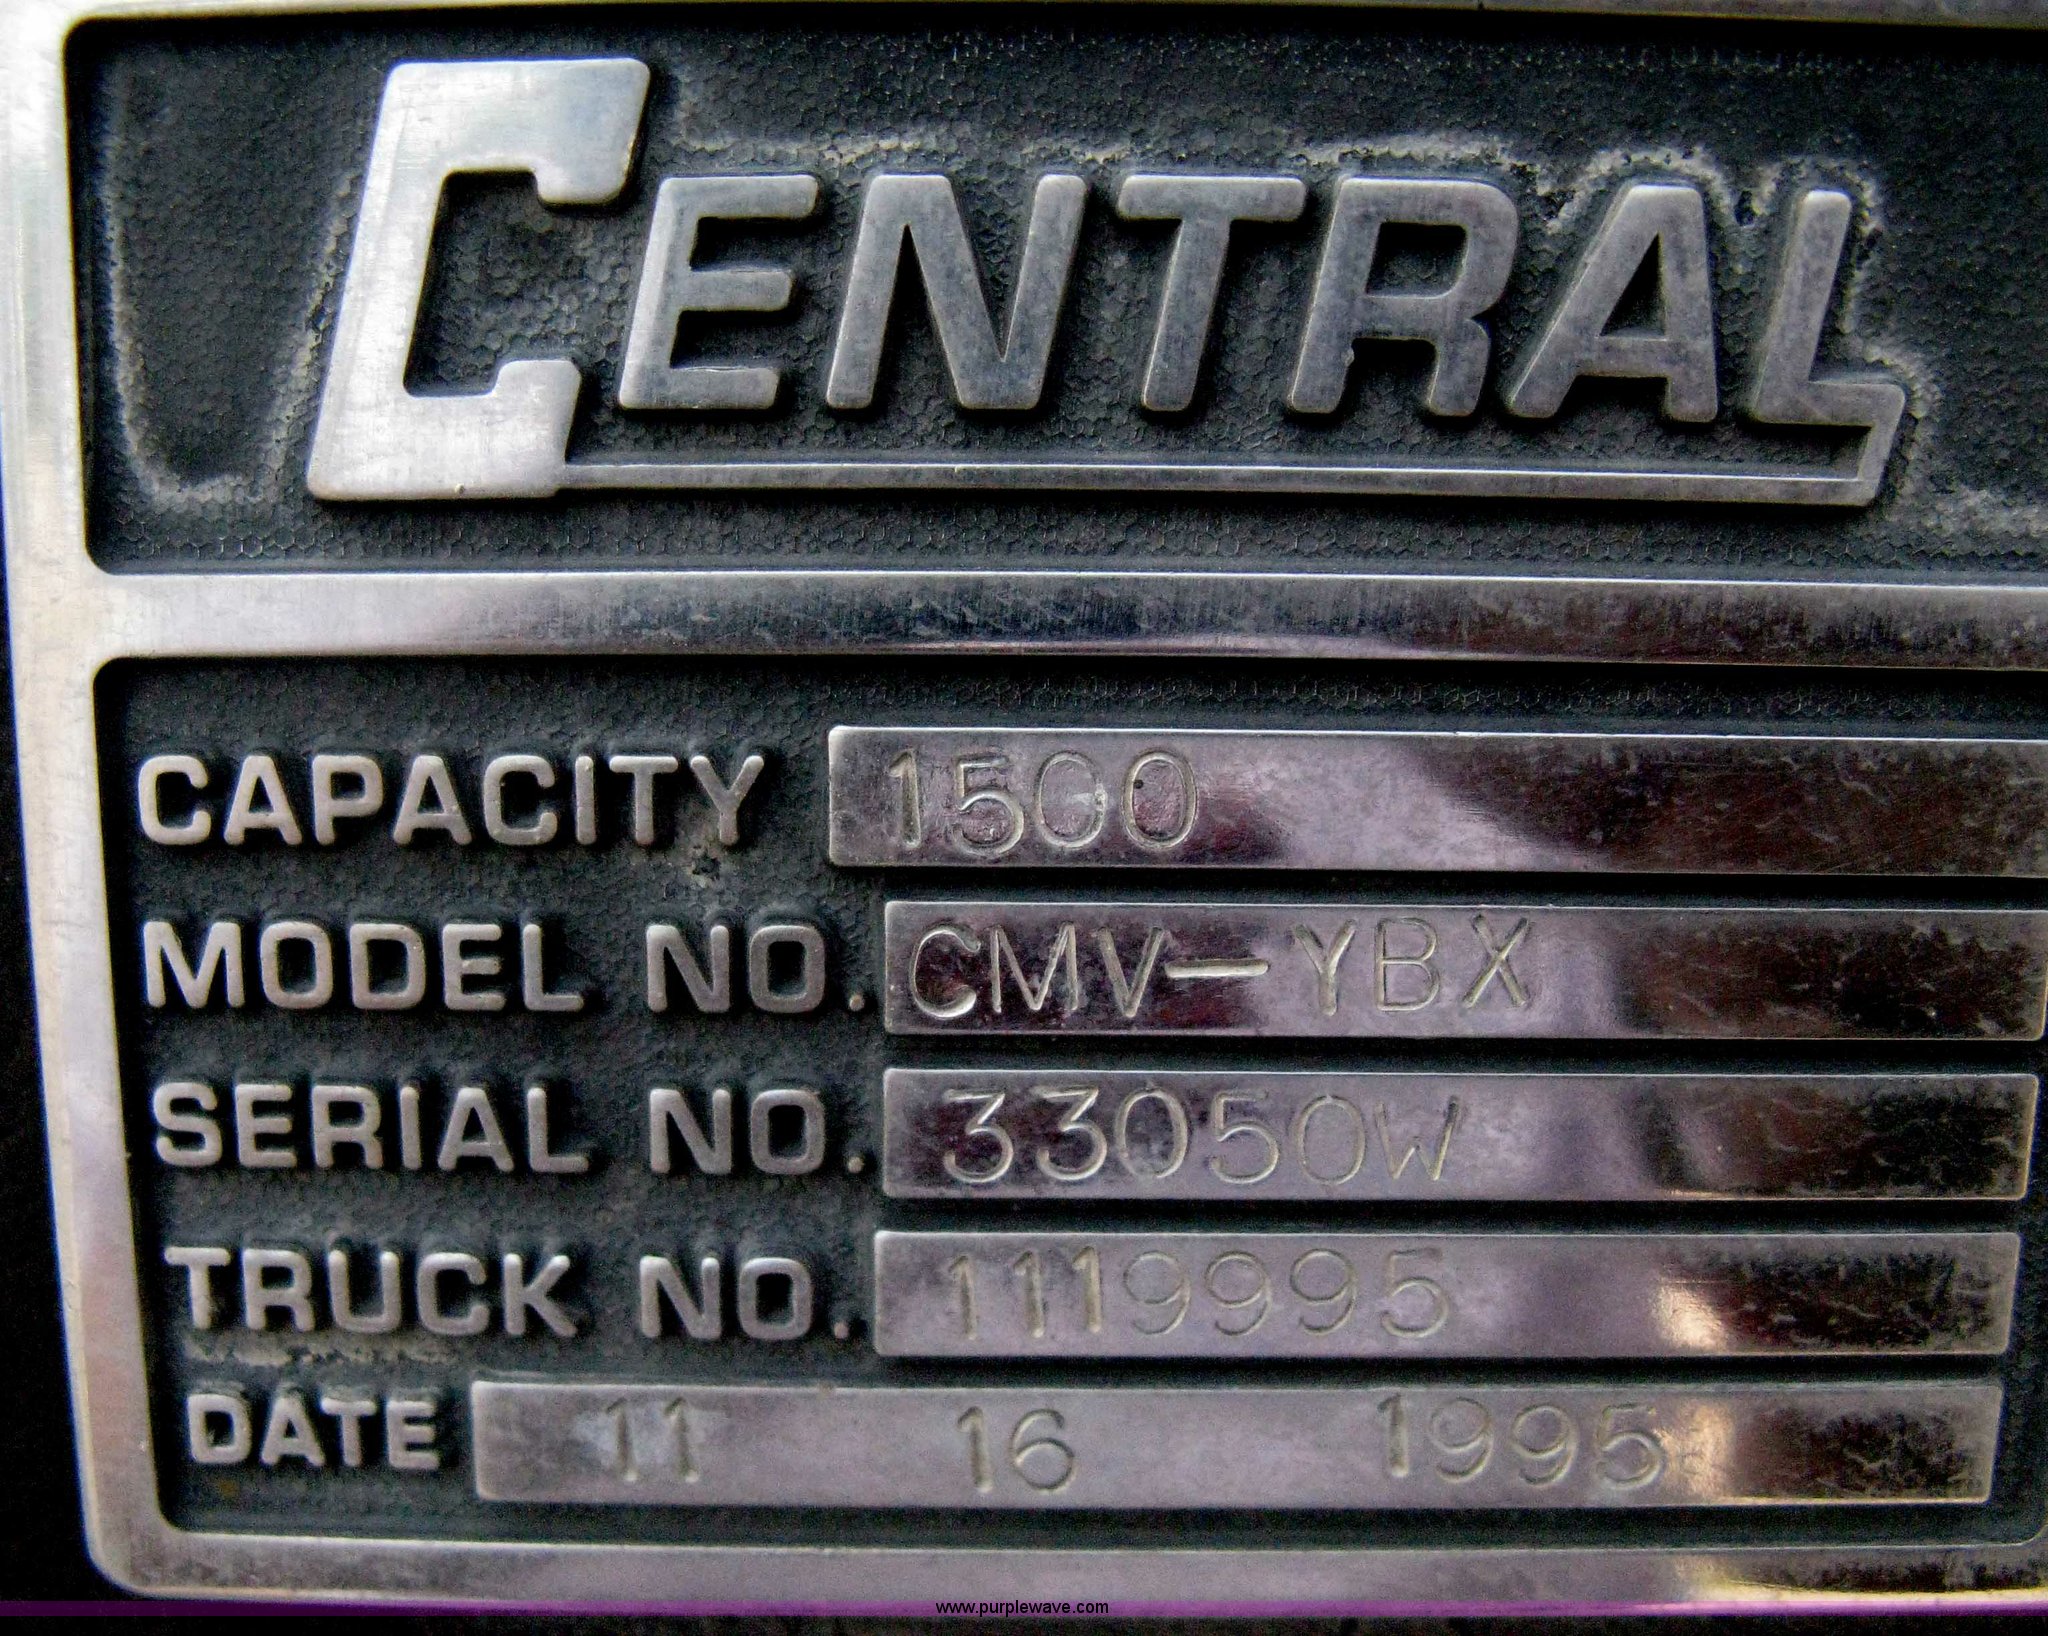 CENTRAL
CAPACITY 1500
MODEL NO. CMV-YBX
SERIAL NO. 33050W
TRUCK NO. 1119995
DATE 11 16 1995
www.purplewave.com